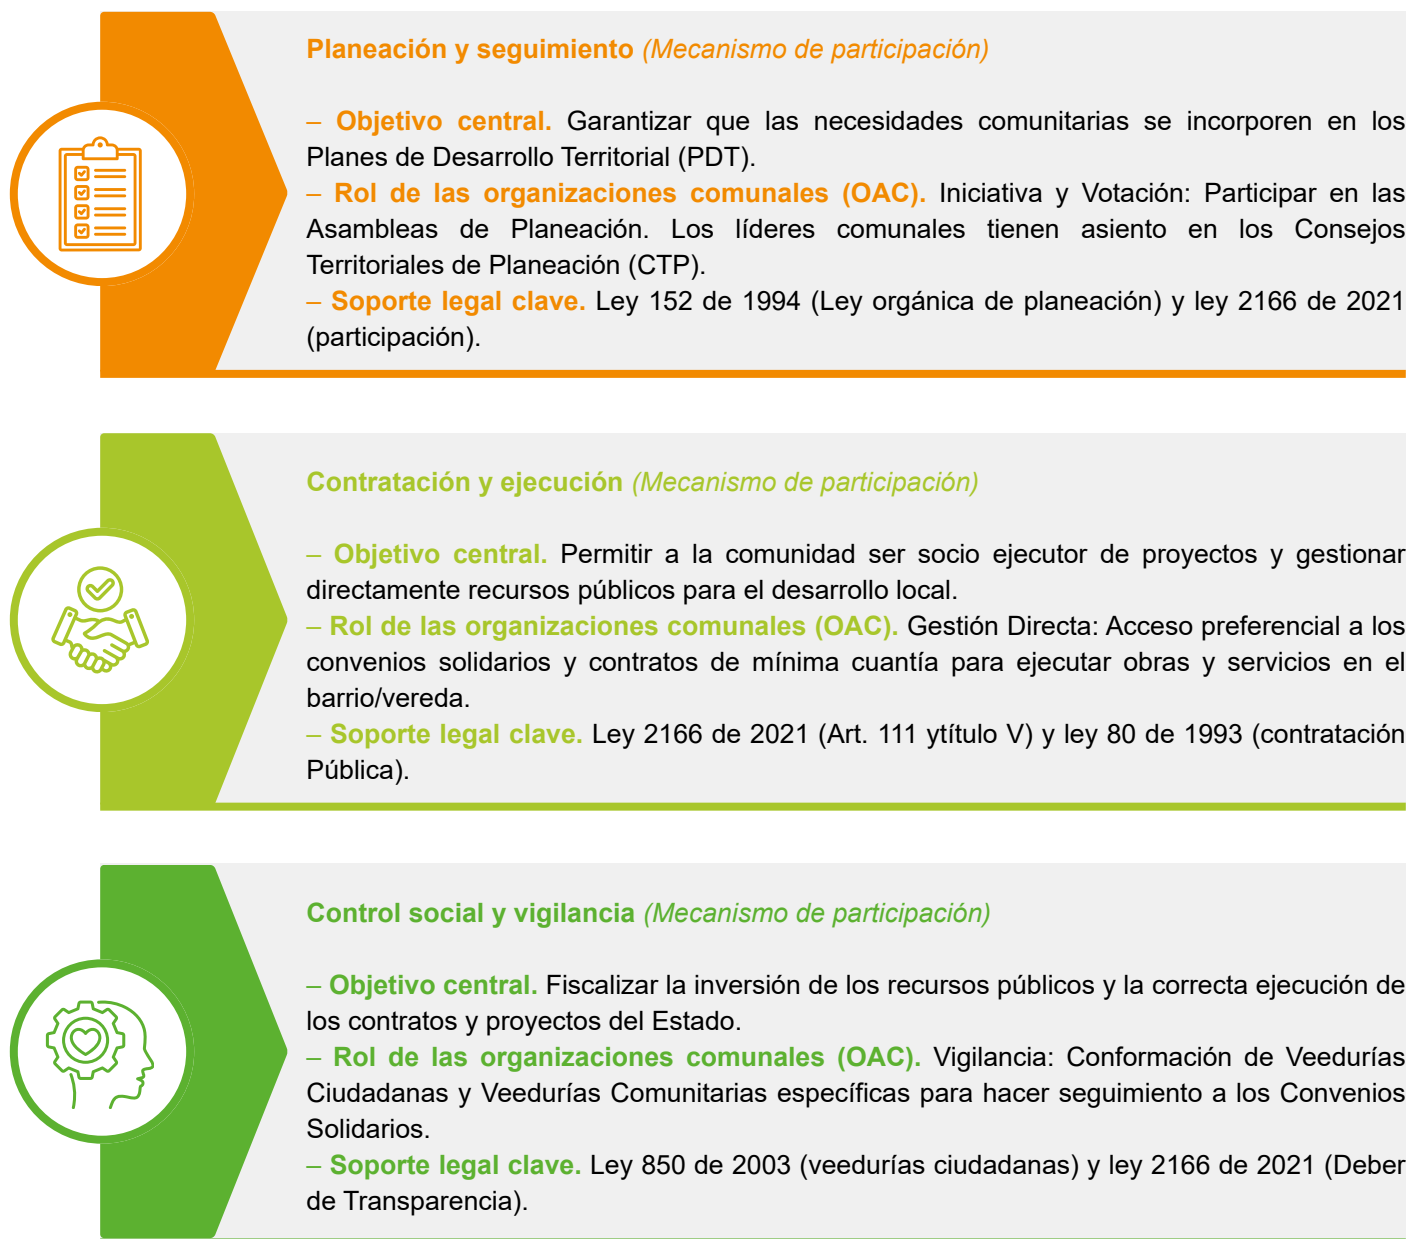 Planeación y seguimiento (Mecanismo de participación)
– Objetivo central. Garantizar que las necesidades comunitarias se incorporen en los
Planes de Desarrollo Territorial (PDT).
– Rol de las organizaciones comunales (OAC). Iniciativa y Votación: Participar en las
Asambleas de Planeación. Los líderes comunales tienen asiento en los Consejos
Territoriales de Planeación (CTP).
– Soporte legal clave. Ley 152 de 1994 (Ley orgánica de planeación) y ley 2166 de 2021
(participación).
Contratación y ejecución (Mecanismo de participación)
– Objetivo central. Permitir a la comunidad ser socio ejecutor de proyectos y gestionar
directamente recursos públicos para el desarrollo local.
– Rol de las organizaciones comunales (OAC). Gestión Directa: Acceso preferencial a los
convenios solidarios y contratos de mínima cuantía para ejecutar obras y servicios en el
barrio/vereda.
– Soporte legal clave. Ley 2166 de 2021 (Art. 111 ytítulo V) y ley 80 de 1993 (contratación
Pública).
Control social y vigilancia (Mecanismo de participación)
– Objetivo central. Fiscalizar la inversión de los recursos públicos y la correcta ejecución de
los contratos y proyectos del Estado.
– Rol de las organizaciones comunales (OAC). Vigilancia: Conformación de Veedurías
Ciudadanas y Veedurías Comunitarias específicas para hacer seguimiento a los Convenios
Solidarios.
– Soporte legal clave. Ley 850 de 2003 (veedurías ciudadanas) y ley 2166 de 2021 (Deber
de Transparencia).